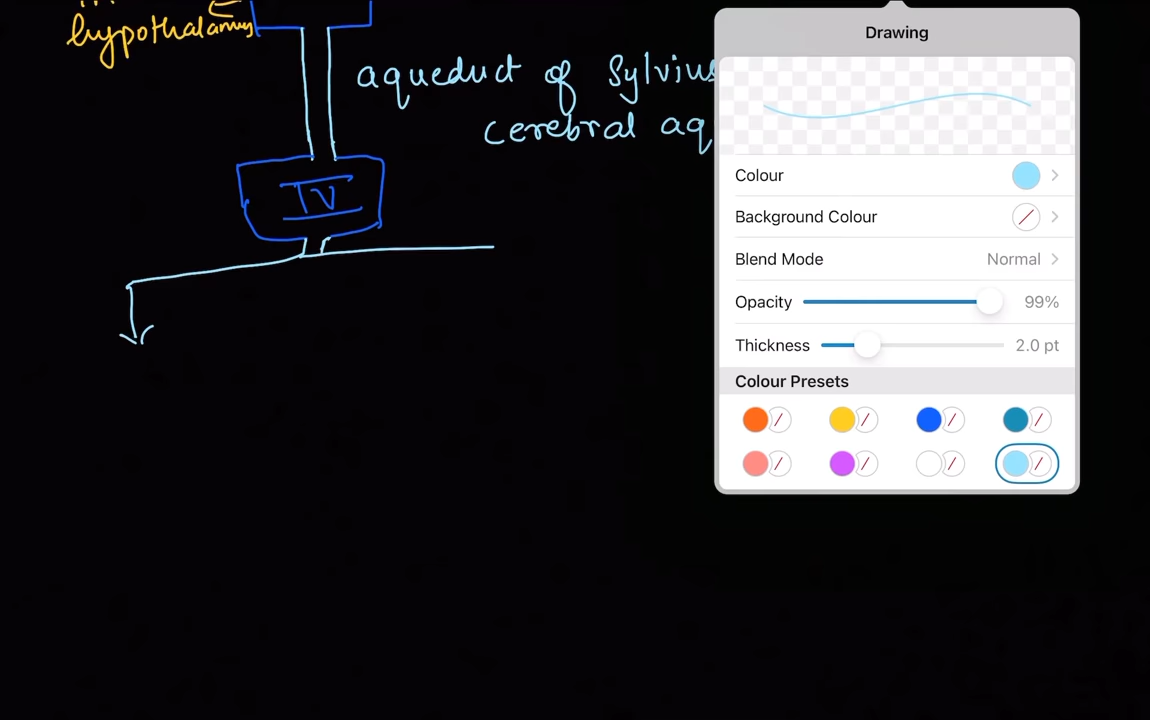 hypothalamus
aqueduct of Sylvius
cerebral aq
IV
Drawing
Colour
Background Colour
Blend Mode Normal
Opacity 99%
Thickness 2.0 pt
Colour Presets